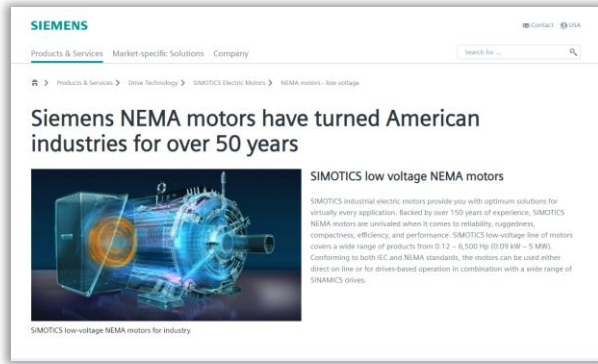 SIEMENS
Contact USA
Products & Services Market-specific Solutions Company
Search for ...
Products & Services > Drive Technology > SIMOTICS Electric Motors > NEMA motors - low voltage
Siemens NEMA motors have turned American
industries for over 50 years
SIMOTICS low voltage NEMA motors
SIMOTICS industrial electric motors provide you with optimum solutions for
virtually every application. Backed by over 150 years of experience, SIMOTICS
NEMA motors are unrivaled when it comes to reliability, ruggedness,
compactness, efficiency, and performance. SIMOTICS low-voltage line of motors
covers a wide range of products from 0.12 – 6,500 Hp (0.09 kW – 5 MW).
Conforming to both IEC and NEMA standards, the motors can be used either
direct on line or for drives-based operation in combination with a wide range of
SINAMICS drives.
SIMOTICS low-voltage NEMA motors for industry